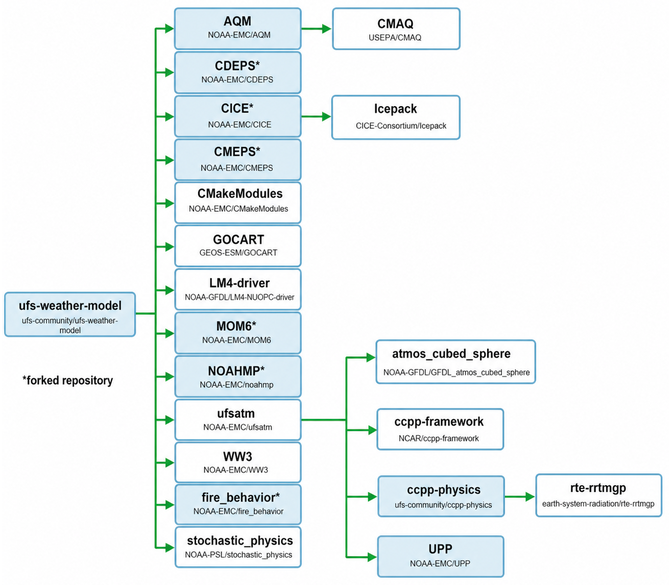 AQM
NOAA-EMC/AQM
CMAQ
USEPA/CMAQ
CDEPS*
NOAA-EMC/CDEPS
CICE*
NOAA-EMC/CICE
Icepack
CICE-Consortium/Icepack
CMEPS*
NOAA-EMC/CMEPS
CMakeModules
NOAA-EMC/CMakeModules
GOCART
GEOS-ESM/GOCART
LM4-driver
NOAA-GFDL/LM4-NUOPC-driver
ufs-weather-model
ufs-community/ufs-weather-
model
*forked repository
MOM6*
NOAA-EMC/MOM6
NOAHMP*
NOAA-EMC/noahmp
ufsatm
NOAA-EMC/ufsatm
WW3
NOAA-EMC/WW3
fire_behavior*
NOAA-EMC/fire_behavior
stochastic_physics
NOAA-PSL/stochastic_physics
atmos_cubed_sphere
NOAA-GFDL/GFDL_atmos_cubed_sphere
ccpp-framework
NCAR/ccpp-framework
ccpp-physics
ufs-community/ccpp-physics
rte-rrtmgp
earth-system-radiation/rte-rrtmgp
UPP
NOAA-EMC/UPP